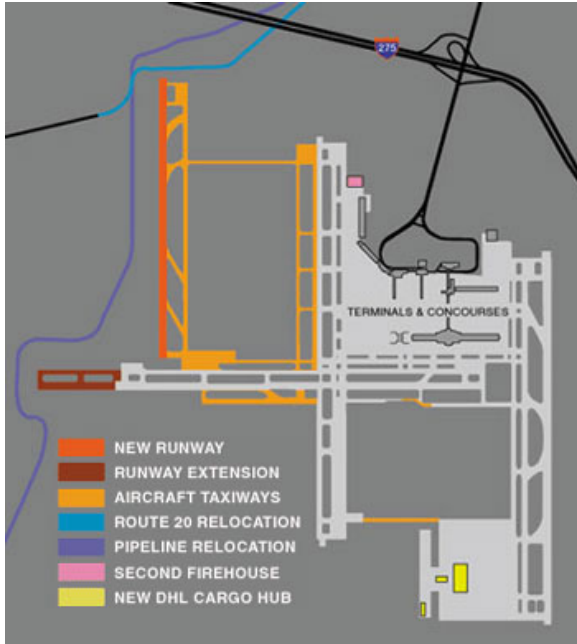 275
TERMINALS & CONCOURSES
NEW RUNWAY
RUNWAY EXTENSION
AIRCRAFT TAXIWAYS
ROUTE 20 RELOCATION
PIPELINE RELOCATION
SECOND FIREHOUSE
NEW DHL CARGO HUB